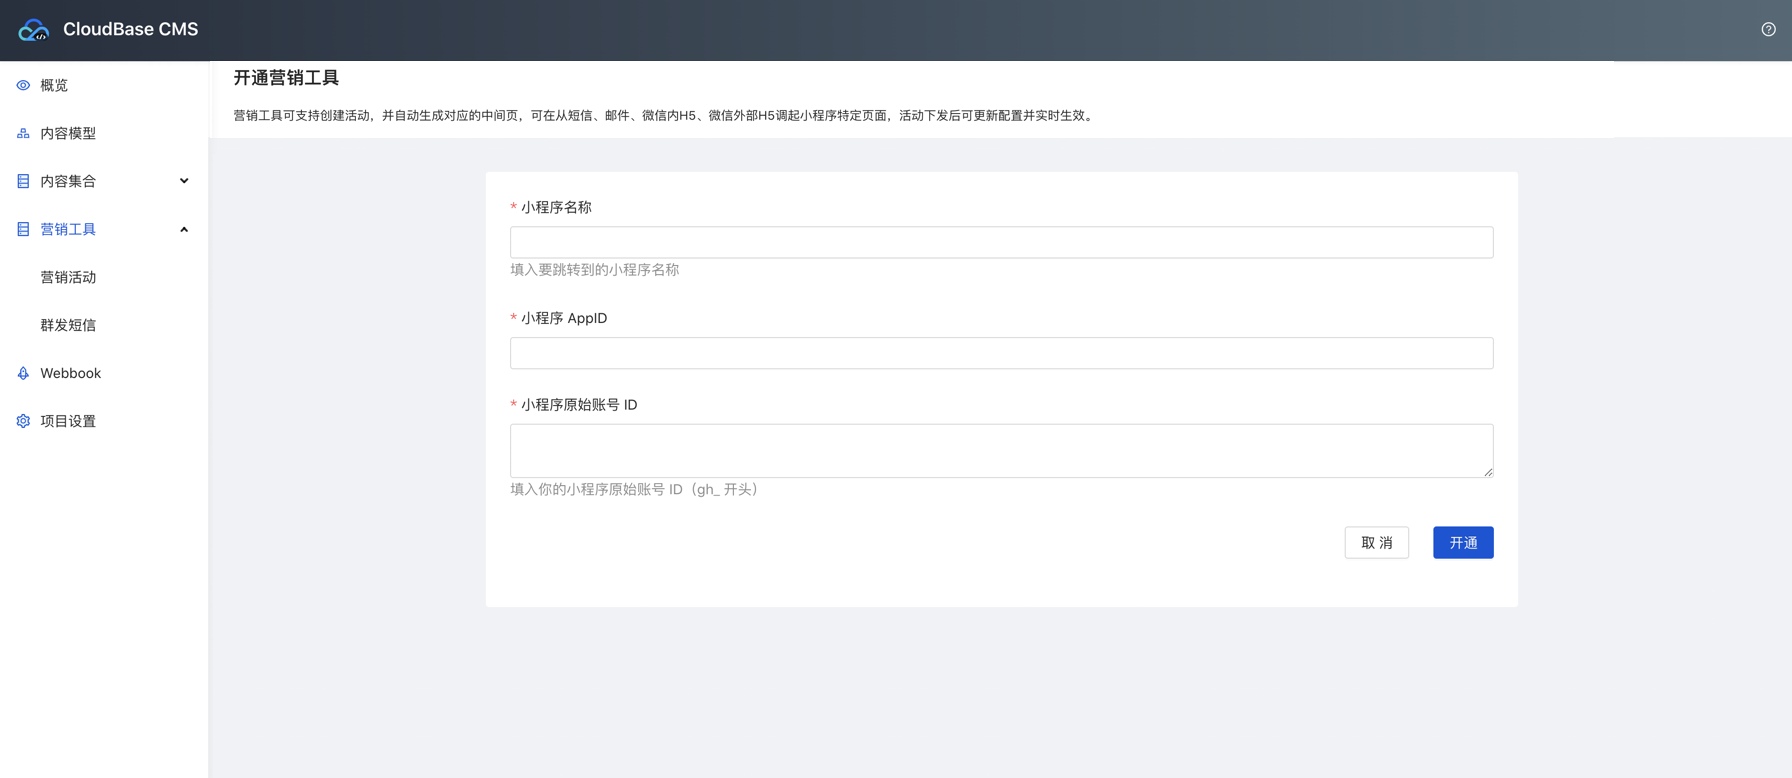 CloudBase CMS
概览
内容模型
内容集合
营销工具
营销活动
群发短信
Webbook
项目设置
开通营销工具
营销工具可支持创建活动，并自动生成对应的中间页，可在从短信、邮件、微信内H5、微信外部H5调起小程序特定页面，活动下发后可更新配置并实时生效。
* 小程序名称
填入要跳转到的小程序名称
* 小程序 AppID
* 小程序原始账号 ID
填入你的小程序原始账号 ID（gh_ 开头）
取 消
开通